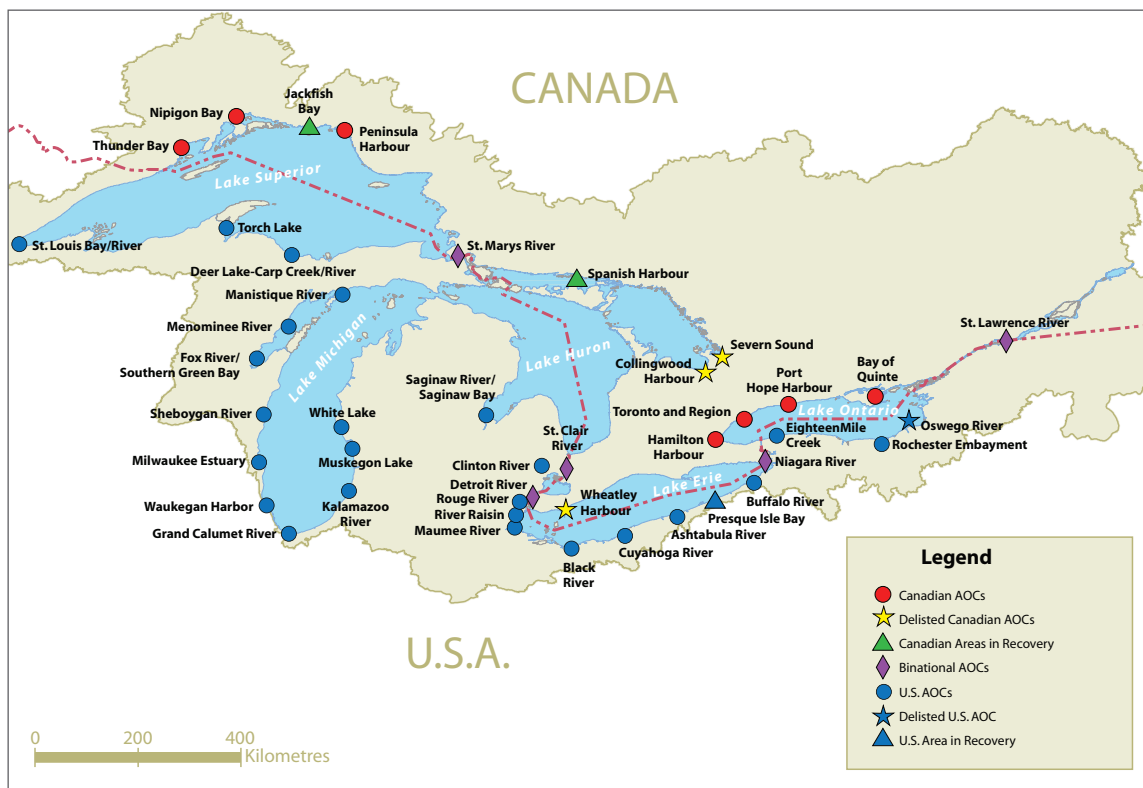 CANADA
Jackfish
Bay
Nipigon Bay
Peninsula
Harbour
Thunder Bay
Lake Superior
Torch Lake
St. Louis Bay/River
St. Marys River
Deer Lake-Carp Creek/River
Spanish Harbour
Manistique River
Menominee River
Lake Michigan
St. Lawrence River
Severn Sound
Lake Huron
Fox River/
Southern Green Bay
Collingwood
Harbour
Bay of
Quinte
Port
Hope Harbour
Saginaw River/
Saginaw Bay
Sheboygan River
White Lake
Toronto and Region
Lake Ontario
Oswego River
EighteenMile
Creek
St. Clair
River
Hamilton
Harbour
Rochester Embayment
Milwaukee Estuary
Muskegon Lake
Clinton River
Niagara River
Detroit River
Lake Erie
Rouge River
Wheatley
Harbour
Buffalo River
Waukegan Harbor
Kalamazoo
River
River Raisin
Presque Isle Bay
Maumee River
Grand Calumet River
Ashtabula River
Cuyahoga River
Black
River
U.S.A.
Legend
Canadian AOCs
Delisted Canadian AOCs
Canadian Areas in Recovery
Binational AOCs
U.S. AOCs
Delisted U.S. AOC
U.S. Area in Recovery
0 200 400
Kilometres